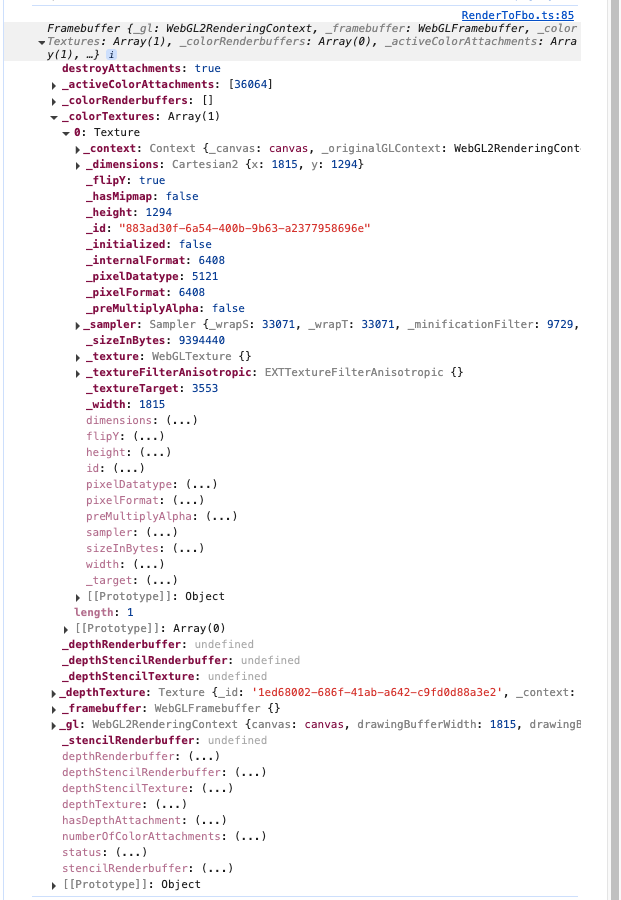 RenderToFbo.ts:85
Framebuffer {_gl: WebGL2RenderingContext, _framebuffer: WebGLFramebuffer, _color
Textures: Array(1), _colorRenderbuffers: Array(0), _activeColorAttachments: Arra
y(1), …} i
destroyAttachments: true
_activeColorAttachments: [36064]
_colorRenderbuffers: []
_colorTextures: Array(1)
0: Texture
_context: Context {_canvas: canvas, _originalGLContext: WebGL2RenderingCont
_dimensions: Cartesian2 {x: 1815, y: 1294}
_flipY: true
_hasMipmap: false
_height: 1294
_id: "883ad30f-6a54-400b-9b63-a2377958696e"
_initialized: false
_internalFormat: 6408
_pixelDatatype: 5121
_pixelFormat: 6408
_preMultiplyAlpha: false
_sampler: Sampler {_wrapS: 33071, _wrapT: 33071, _minificationFilter: 9729,
_sizeInBytes: 9394440
_texture: WebGLTexture {}
_textureFilterAnisotropic: EXTTextureFilterAnisotropic {}
_textureTarget: 3553
_width: 1815
dimensions: (...)
flipY: (...)
height: (...)
id: (...)
pixelDatatype: (...)
pixelFormat: (...)
preMultiplyAlpha: (...)
sampler: (...)
sizeInBytes: (...)
width: (...)
_target: (...)
[[Prototype]]: Object
length: 1
[[Prototype]]: Array(0)
_depthRenderbuffer: undefined
_depthStencilRenderbuffer: undefined
_depthStencilTexture: undefined
_depthTexture: Texture {_id: '1ed68002-686f-41ab-a642-c9fd0d88a3e2', _context:
_framebuffer: WebGLFramebuffer {}
_gl: WebGL2RenderingContext {canvas: canvas, drawingBufferWidth: 1815, drawingB
_stencilRenderbuffer: undefined
depthRenderbuffer: (...)
depthStencilRenderbuffer: (...)
depthStencilTexture: (...)
depthTexture: (...)
hasDepthAttachment: (...)
numberOfColorAttachments: (...)
status: (...)
stencilRenderbuffer: (...)
[[Prototype]]: Object